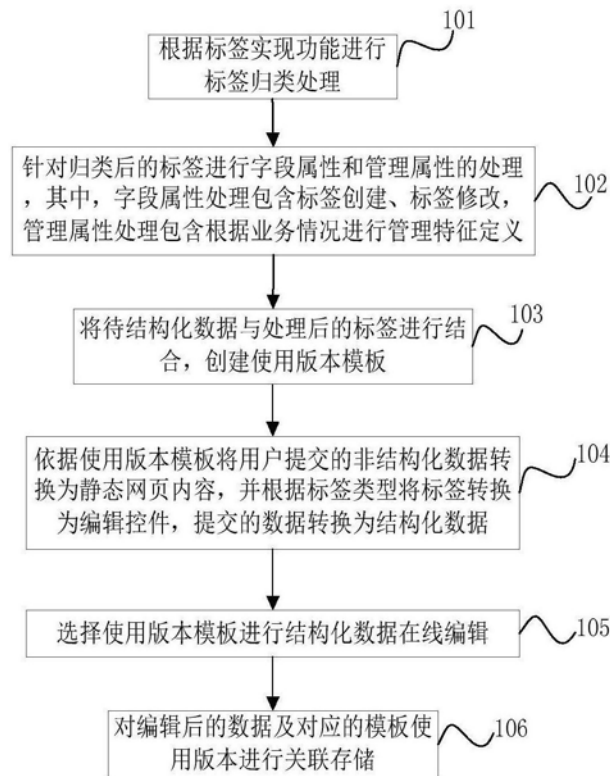 101
根据标签实现功能进行
标签归类处理
针对归类后的标签进行字段属性和管理属性的处理
，其中，字段属性处理包含标签创建、标签修改，
管理属性处理包含根据业务情况进行管理特征定义
102
将待结构化数据与处理后的标签进行结
合，创建使用版本模板
103
依据使用版本模板将用户提交的非结构化数据转
换为静态网页内容，并根据标签类型将标签转换
为编辑控件，提交的数据转换为结构化数据
104
选择使用版本模板进行结构化数据在线编辑
105
对编辑后的数据及对应的模板使
用版本进行关联存储
106